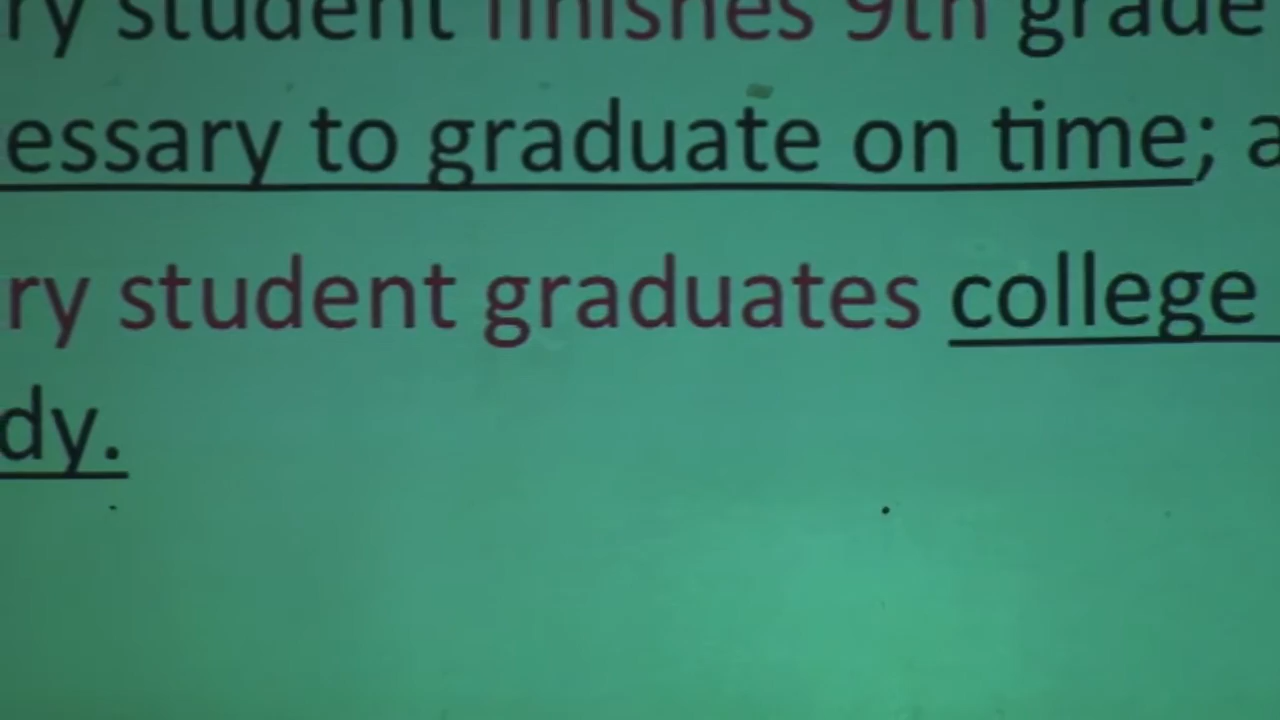 ry student finishes 9th grade
essary to graduate on time; a
ry student graduates college
dy.